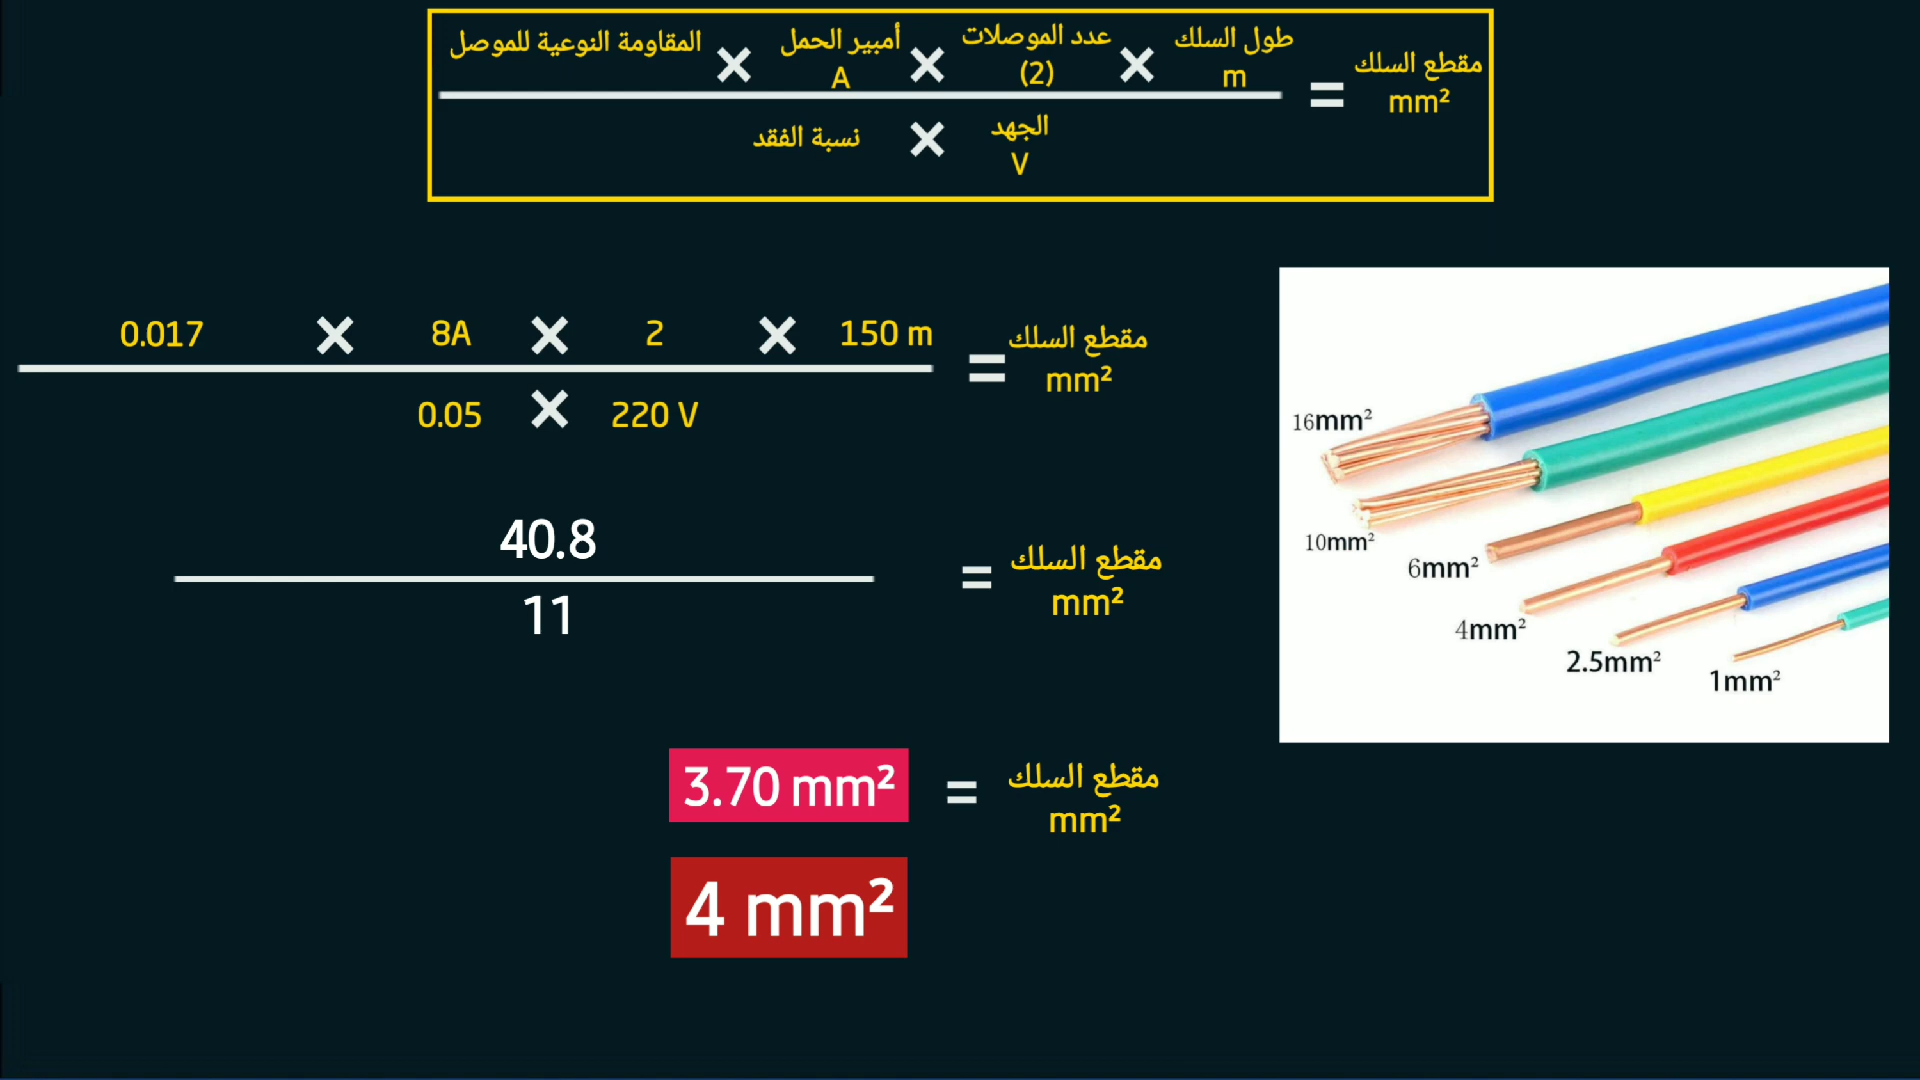 مقطع السلك
mm²
=
طول السلك
m
×
عدد الموصلات
(2)
×
أمبير الحمل
A
×
المقاومة النوعية للموصل
الجهد
V
×
نسبة الفقد
مقطع السلك
mm²
=
150 m × 2 × 8A × 0.017
220 V × 0.05
مقطع السلك
mm²
=
40.8
11
مقطع السلك
mm²
=
3.70 mm²
4 mm²
16mm²
10mm²
6mm²
4mm²
2.5mm²
1mm²